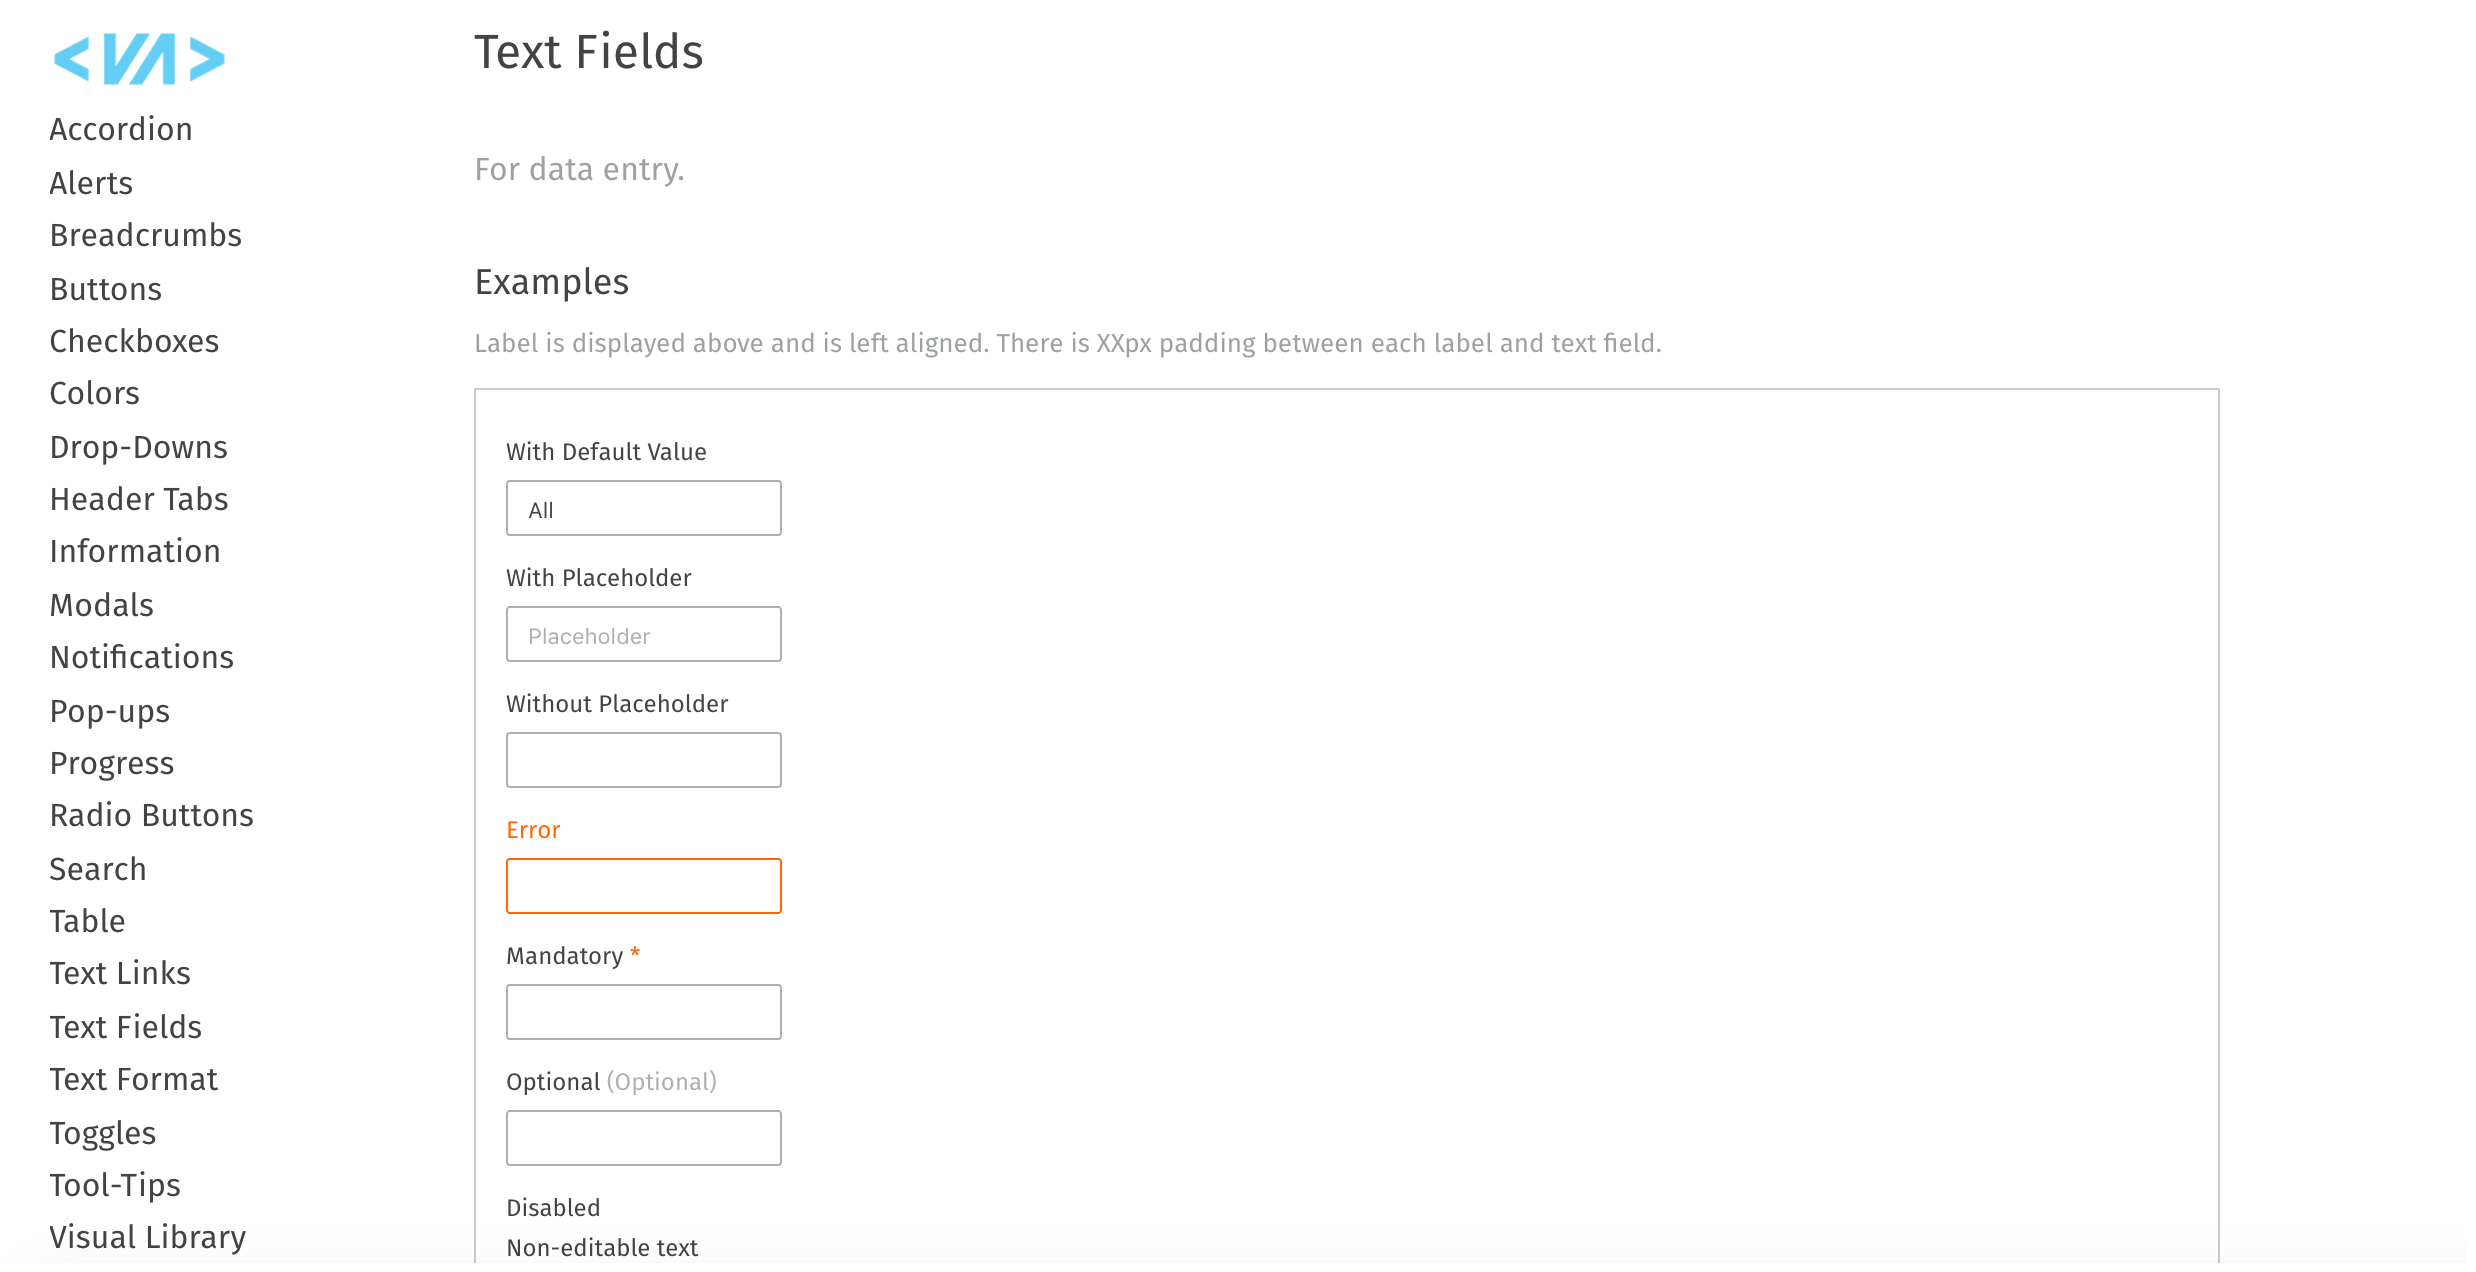 <VA>
Accordion
Alerts
Breadcrumbs
Buttons
Checkboxes
Colors
Drop-Downs
Header Tabs
Information
Modals
Notifications
Pop-ups
Progress
Radio Buttons
Search
Table
Text Links
Text Fields
Text Format
Toggles
Tool-Tips
Visual Library
Text Fields
For data entry.
Examples
Label is displayed above and is left aligned. There is XXpx padding between each label and text field.
With Default Value
All
With Placeholder
Placeholder
Without Placeholder
Error
Mandatory *
Optional (Optional)
Disabled
Non-editable text